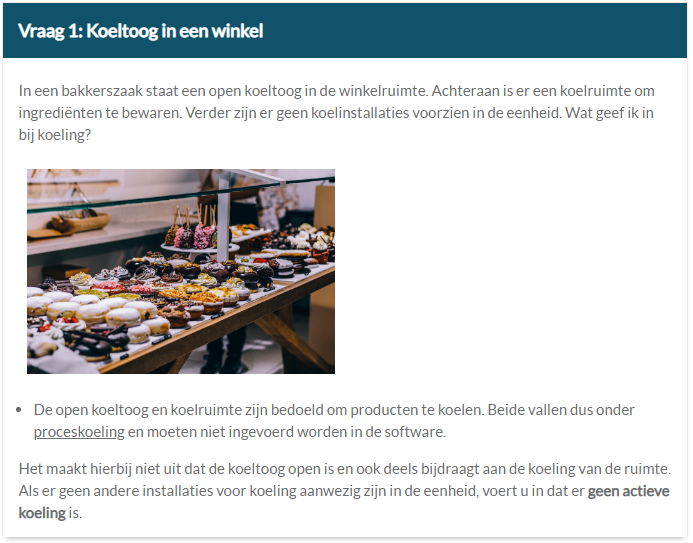 Vraag 1: Koeltoog in een winkel
In een bakkerszaak staat een open koeltoog in de winkelruimte. Achteraan is er een koelruimte om
ingrediënten te bewaren. Verder zijn er geen koelinstallaties voorzien in de eenheid. Wat geef ik in
bij koeling?
• De open koeltoog en koelruimte zijn bedoeld om producten te koelen. Beide vallen dus onder
proceskoeling en moeten niet ingevoerd worden in de software.
Het maakt hierbij niet uit dat de koeltoog open is en ook deels bijdraagt aan de koeling van de ruimte.
Als er geen andere installaties voor koeling aanwezig zijn in de eenheid, voert u in dat er geen actieve
koeling is.